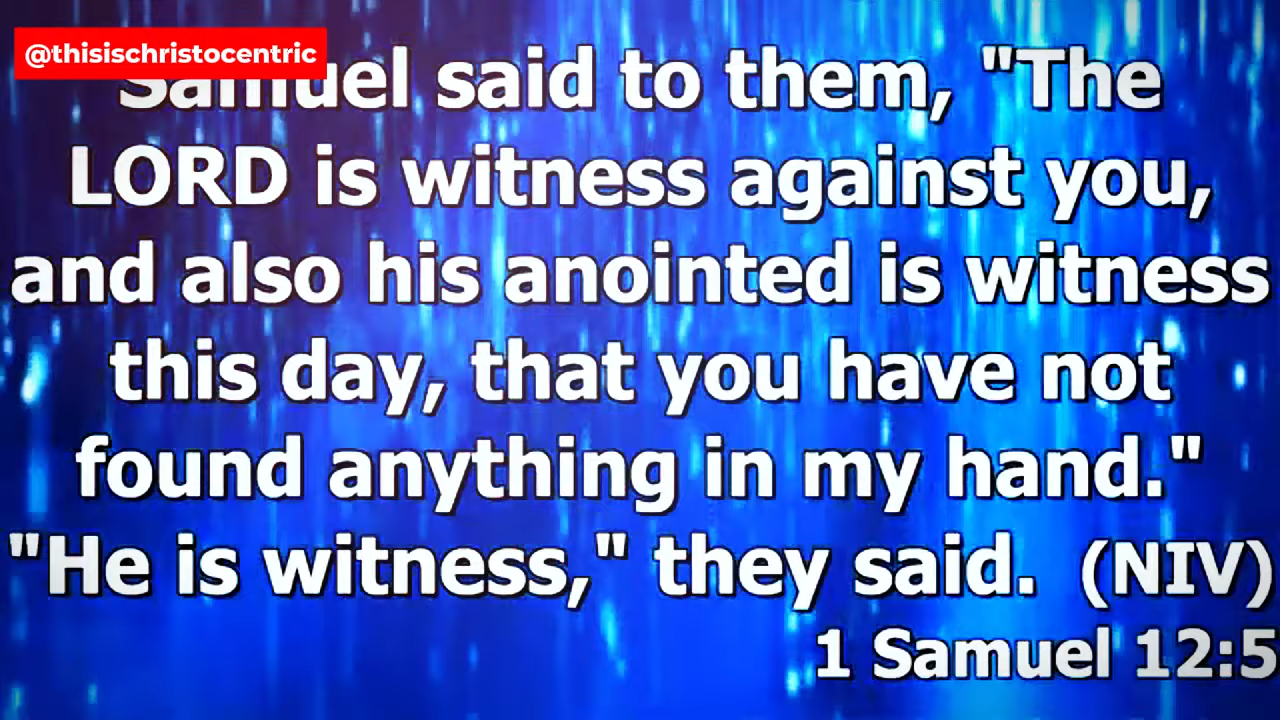 @thisischristocentric
Samuel said to them, "The
LORD is witness against you,
and also his anointed is witness
this day, that you have not
found anything in my hand."
"He is witness," they said. (NIV)
1 Samuel 12:5